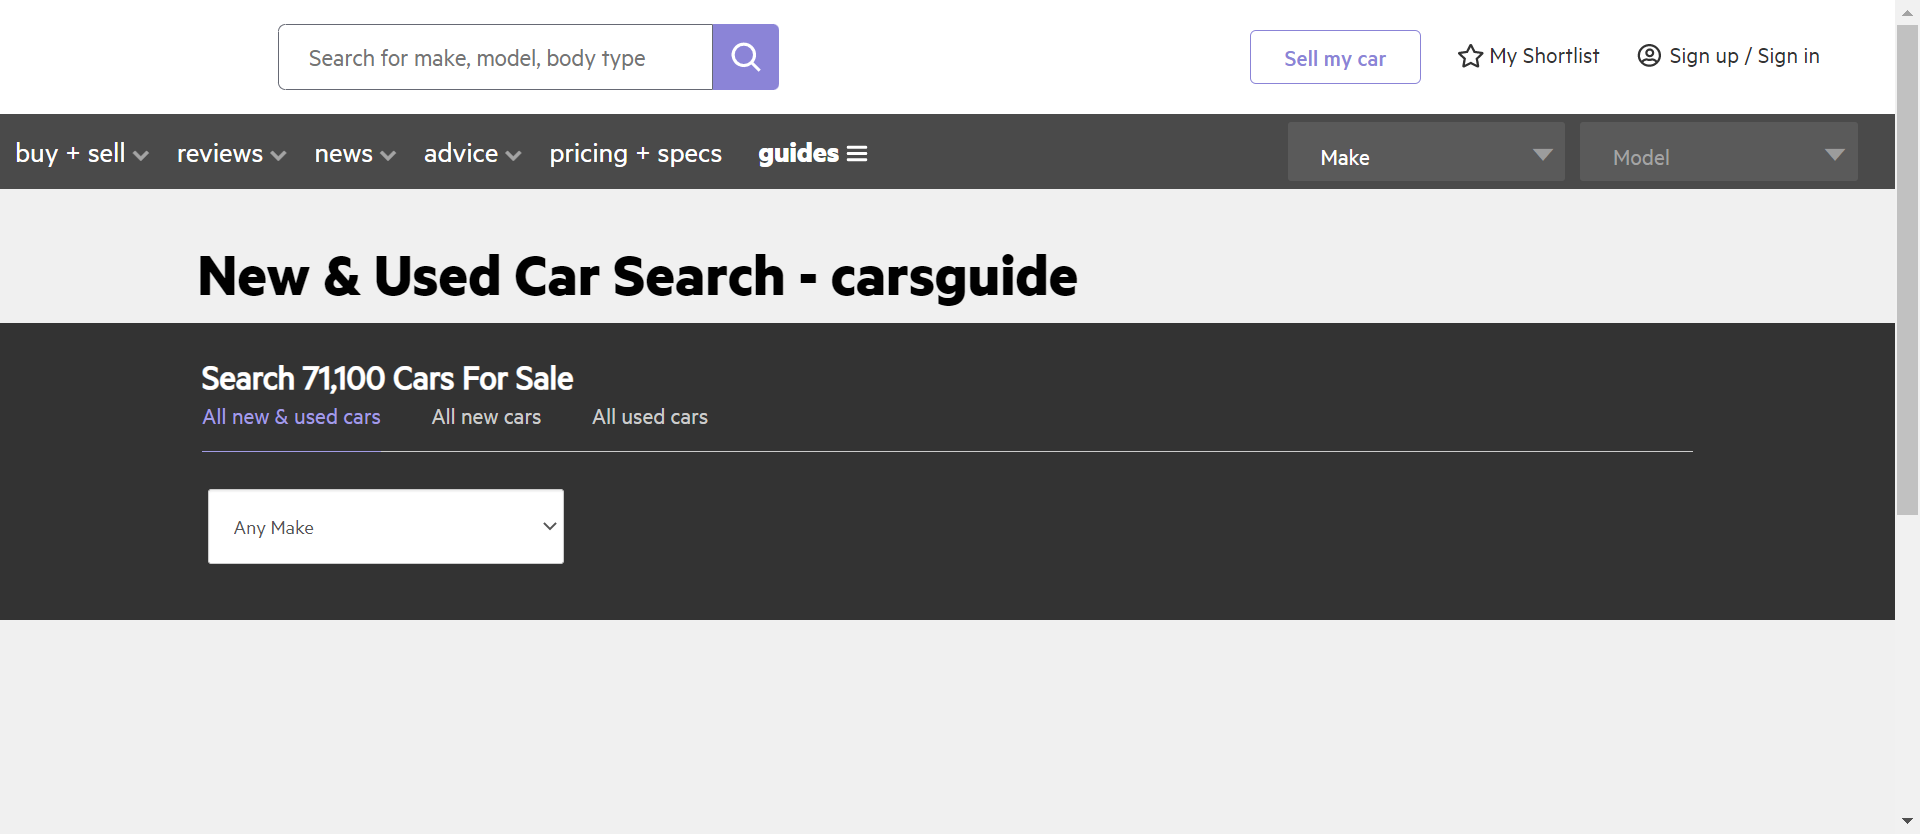 Search for make, model, body type
Sell my car
My Shortlist
Sign up / Sign in
buy + sell
reviews
news
advice
pricing + specs
guides
Make
Model
New & Used Car Search - carsguide
Search 71,100 Cars For Sale
All new & used cars
All new cars
All used cars
Any Make